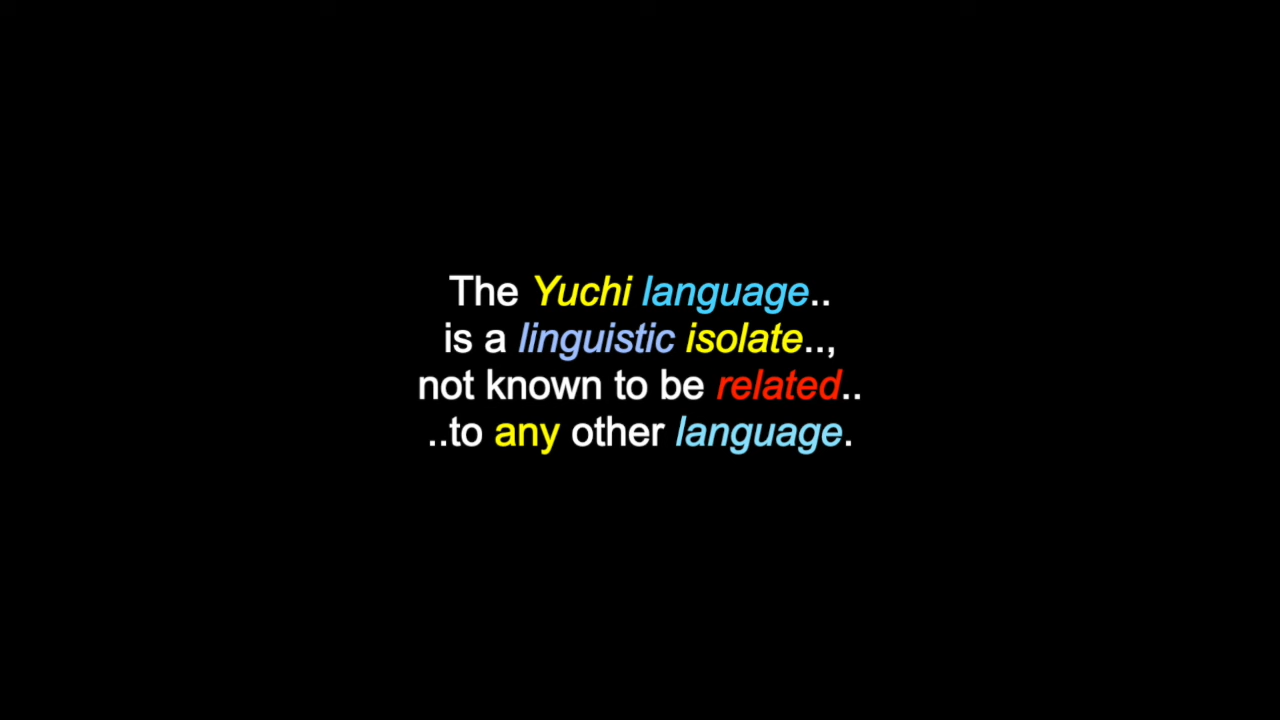 The Yuchi language..
is a linguistic isolate..,
not known to be related..
..to any other language.